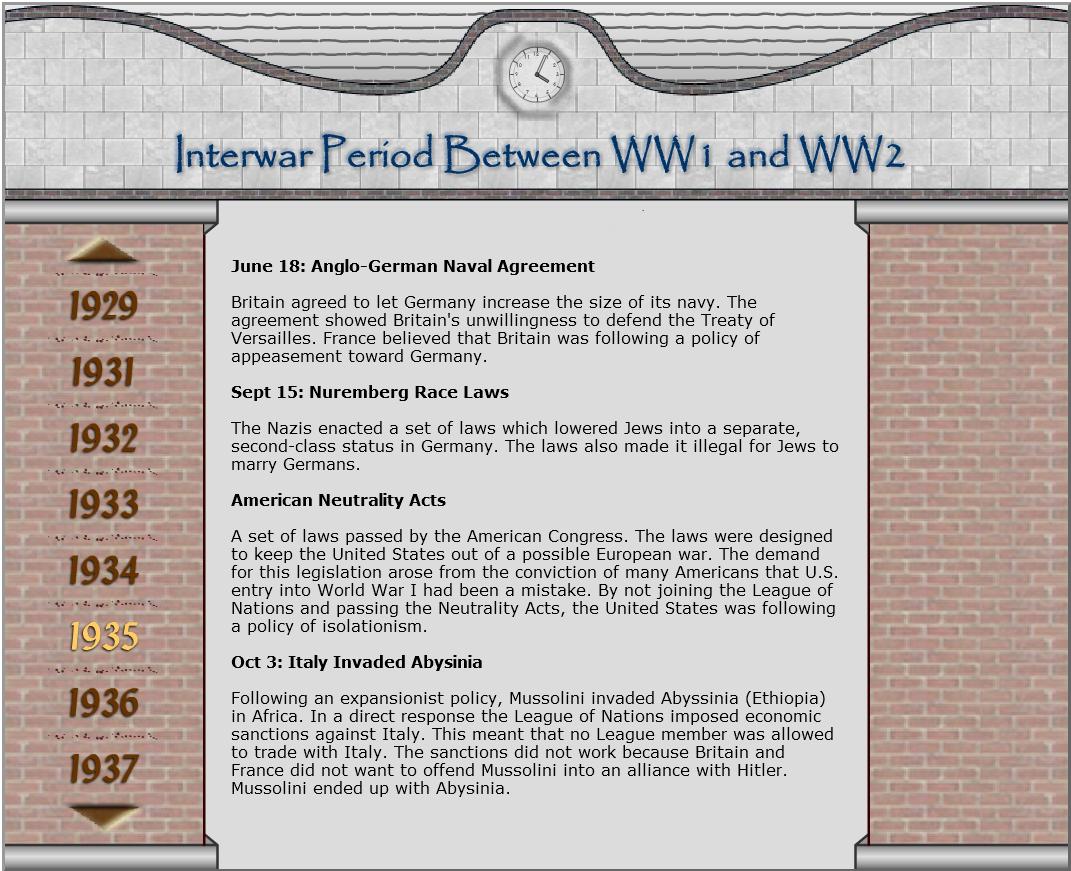 Interwar Period Between WW1 and WW2
1929
1931
1932
1933
1934
1935
1936
1937
June 18: Anglo-German Naval Agreement
Britain agreed to let Germany increase the size of its navy. The
agreement showed Britain's unwillingness to defend the Treaty of
Versailles. France believed that Britain was following a policy of
appeasement toward Germany.
Sept 15: Nuremberg Race Laws
The Nazis enacted a set of laws which lowered Jews into a separate,
second-class status in Germany. The laws also made it illegal for Jews to
marry Germans.
American Neutrality Acts
A set of laws passed by the American Congress. The laws were designed
to keep the United States out of a possible European war. The demand
for this legislation arose from the conviction of many Americans that U.S.
entry into World War I had been a mistake. By not joining the League of
Nations and passing the Neutrality Acts, the United States was following
a policy of isolationism.
Oct 3: Italy Invaded Abysinia
Following an expansionist policy, Mussolini invaded Abyssinia (Ethiopia)
in Africa. In a direct response the League of Nations imposed economic
sanctions against Italy. This meant that no League member was allowed
to trade with Italy. The sanctions did not work because Britain and
France did not want to offend Mussolini into an alliance with Hitler.
Mussolini ended up with Abysinia.